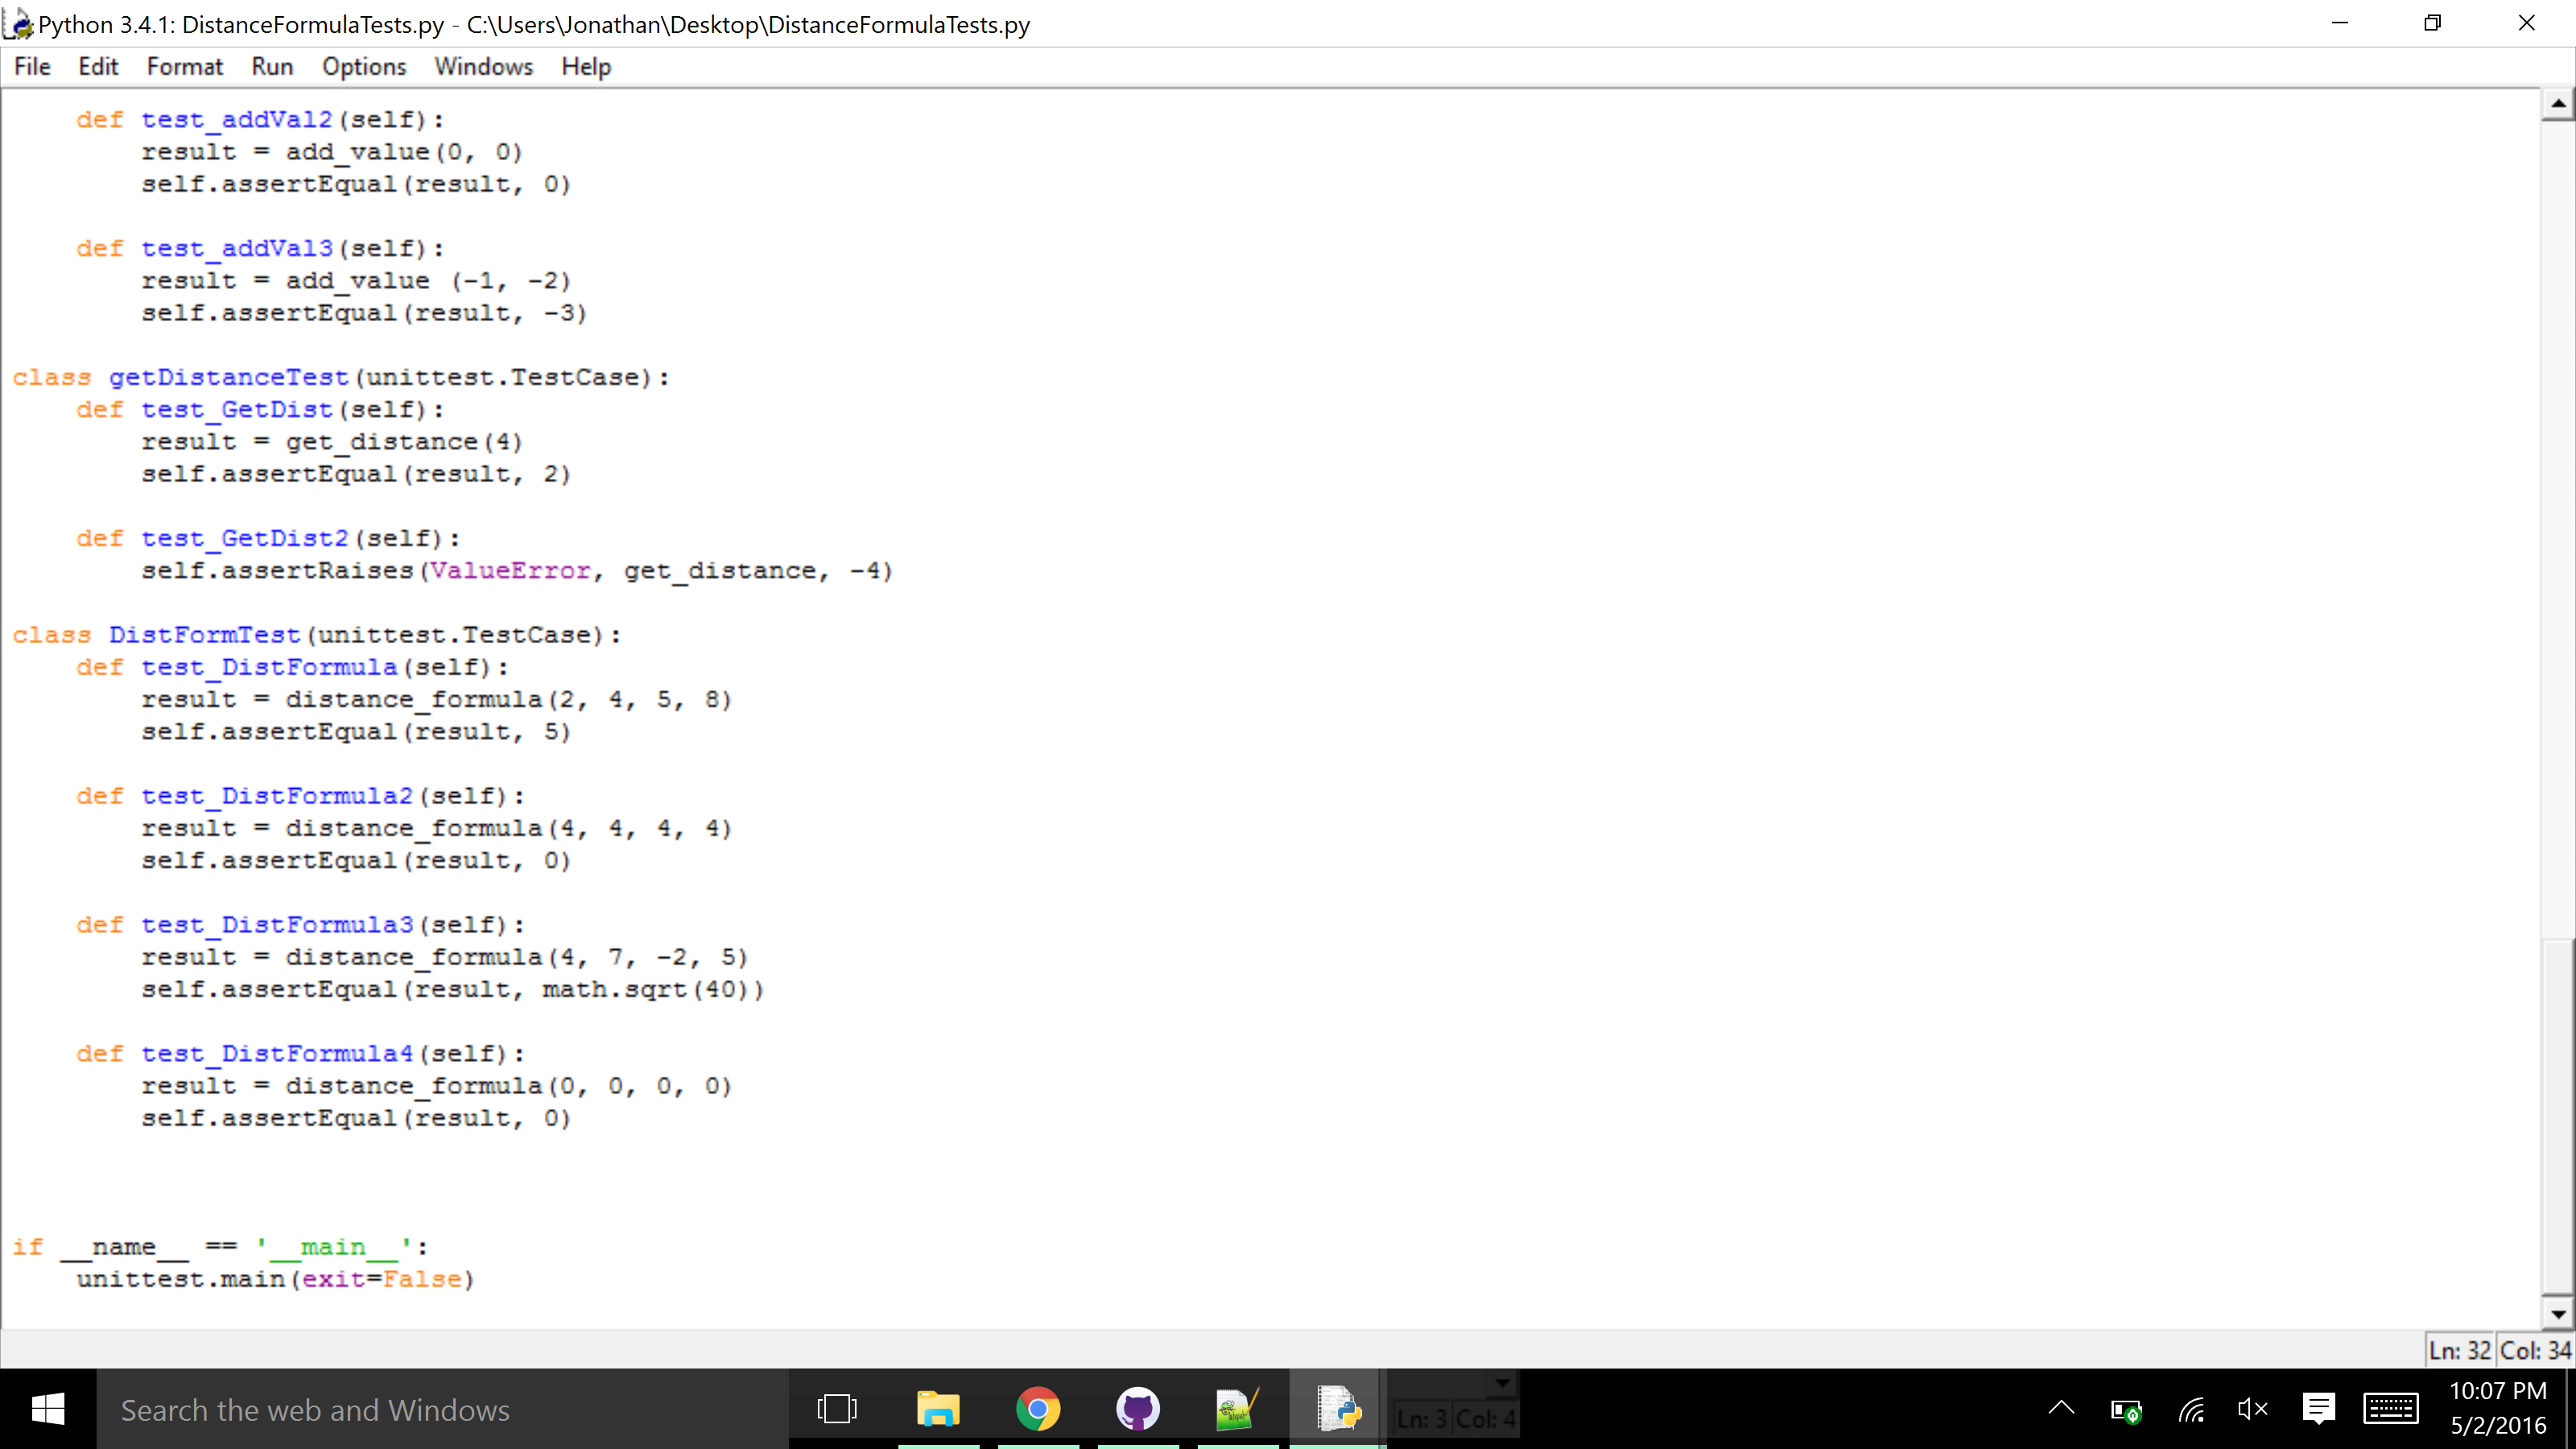 Python 3.4.1: DistanceFormulaTests.py - C:\Users\Jonathan\Desktop\DistanceFormulaTests.py
File Edit Format Run Options Windows Help
    def test_addVal2(self):
        result = add_value(0, 0)
        self.assertEqual(result, 0)

    def test_addVal3(self):
        result = add_value (-1, -2)
        self.assertEqual(result, -3)

class getDistanceTest(unittest.TestCase):
    def test_GetDist(self):
        result = get_distance(4)
        self.assertEqual(result, 2)

    def test_GetDist2(self):
        self.assertRaises(ValueError, get_distance, -4)

class DistFormTest(unittest.TestCase):
    def test_DistFormula(self):
        result = distance_formula(2, 4, 5, 8)
        self.assertEqual(result, 5)

    def test_DistFormula2(self):
        result = distance_formula(4, 4, 4, 4)
        self.assertEqual(result, 0)

    def test_DistFormula3(self):
        result = distance_formula(4, 7, -2, 5)
        self.assertEqual(result, math.sqrt(40))

    def test_DistFormula4(self):
        result = distance_formula(0, 0, 0, 0)
        self.assertEqual(result, 0)

if __name__ == '__main__':
    unittest.main(exit=False)
Ln: 32 Col: 34
Search the web and Windows
Ln: 3 Col: 4
10:07 PM
5/2/2016